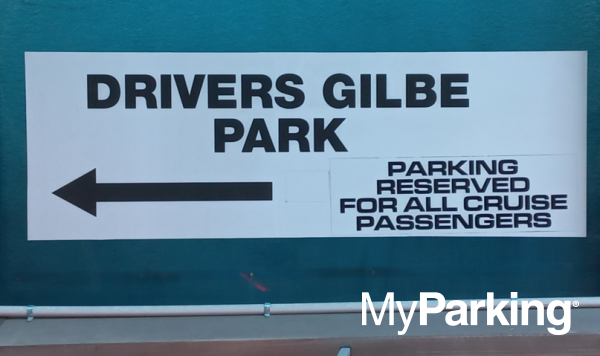 DRIVERS GILBE
PARK
PARKING
RESERVED
FOR ALL CRUISE
PASSENGERS
MyParking®